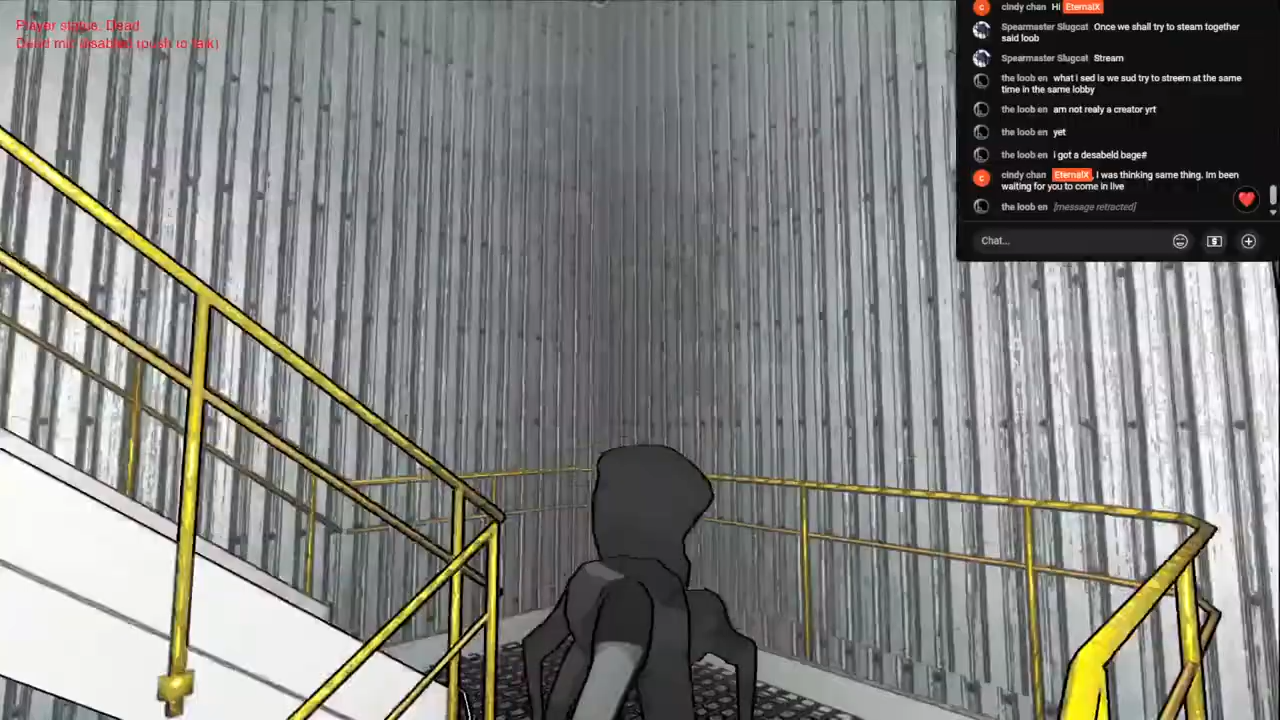 Player status: Dead
Dead mic disabled (push to talk)
cindy chan Hi EternalX
Spearmaster Slugcat Once we shall try to steam together
said loob
Spearmaster Slugcat Stream
the loob en what i sed is we sud try to streem at the same
time in the same lobby
the loob en am not realy a creator yrt
the loob en yet
the loob en i got a desabeld bage#
cindy chan EternalX, I was thinking same thing. Im been
waiting for you to come in live
the loob en [message retracted]
Chat...